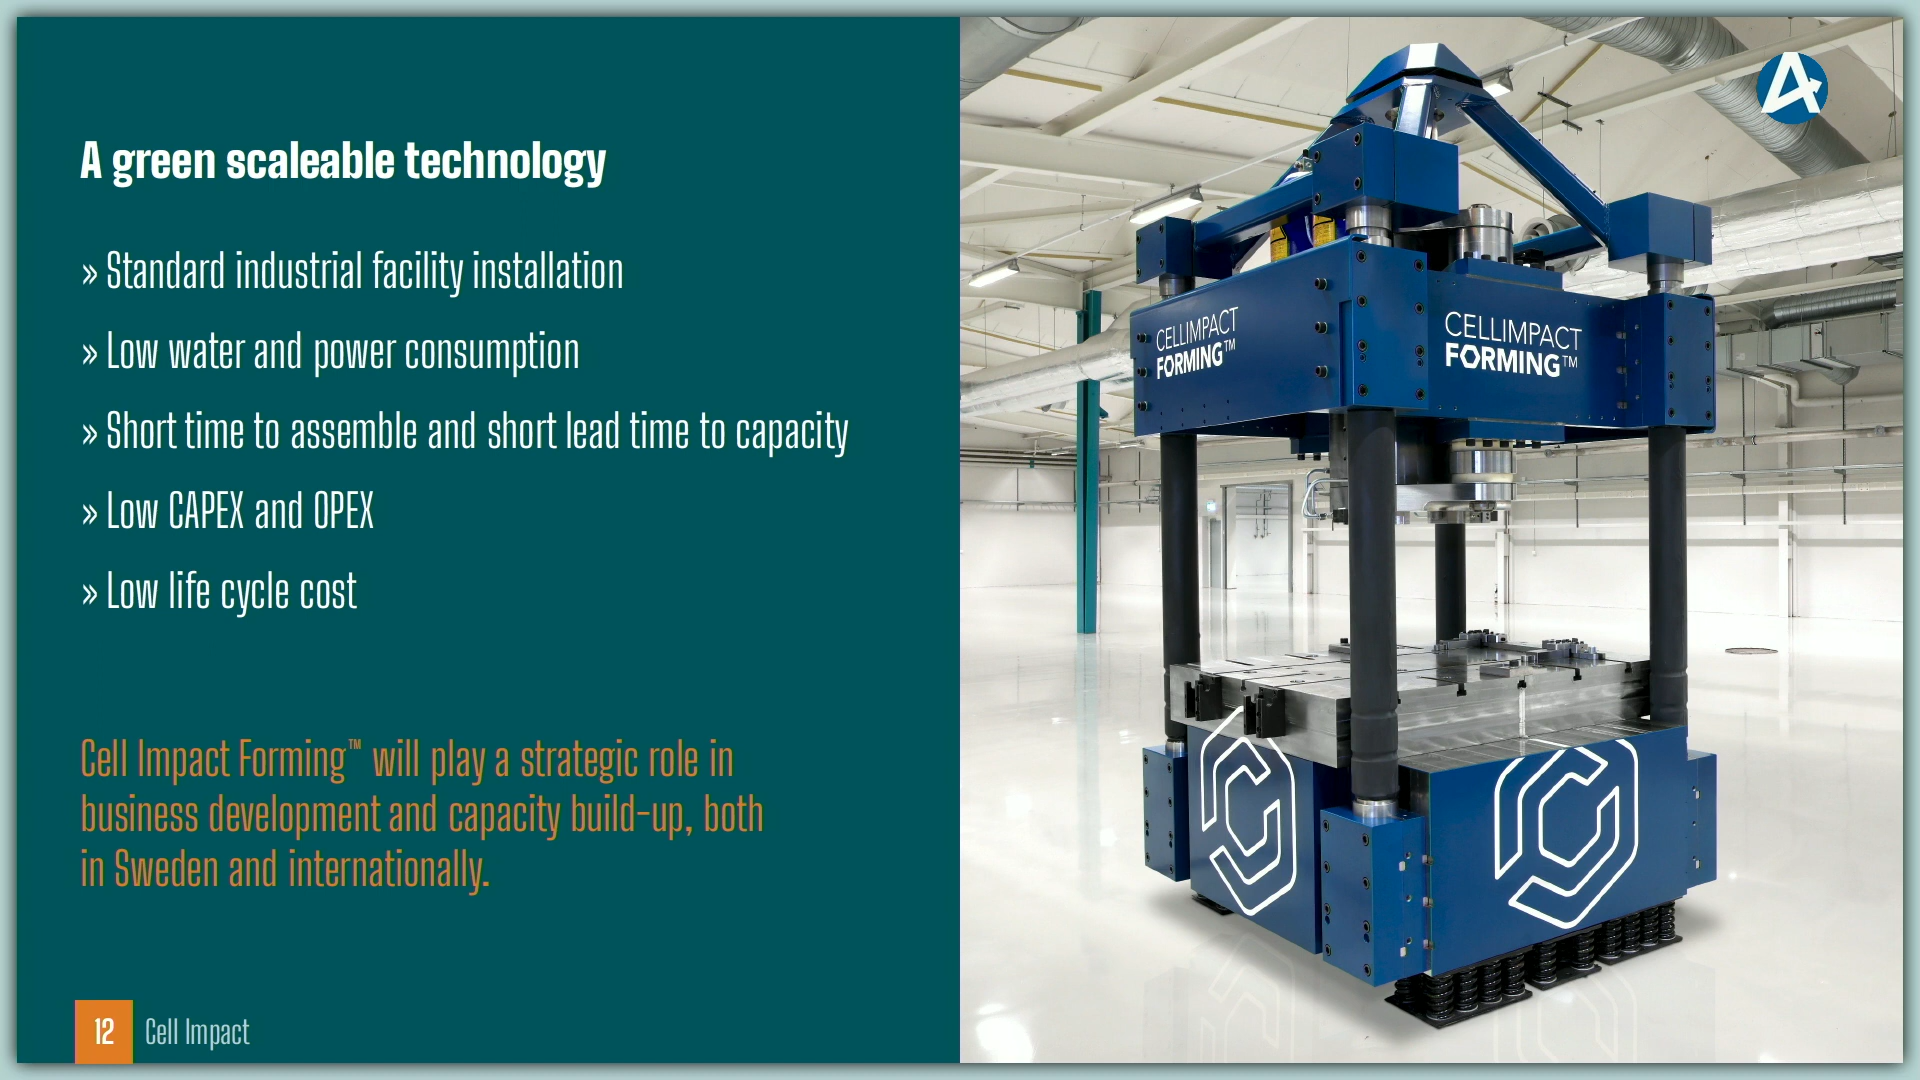 A green scaleable technology
» Standard industrial facility installation
» Low water and power consumption
» Short time to assemble and short lead time to capacity
» Low CAPEX and OPEX
» Low life cycle cost
Cell Impact Forming™ will play a strategic role in
business development and capacity build-up, both
in Sweden and internationally.
12 Cell Impact
CELLIMPACT
FORMING™
CELLIMPACT
FORMING™